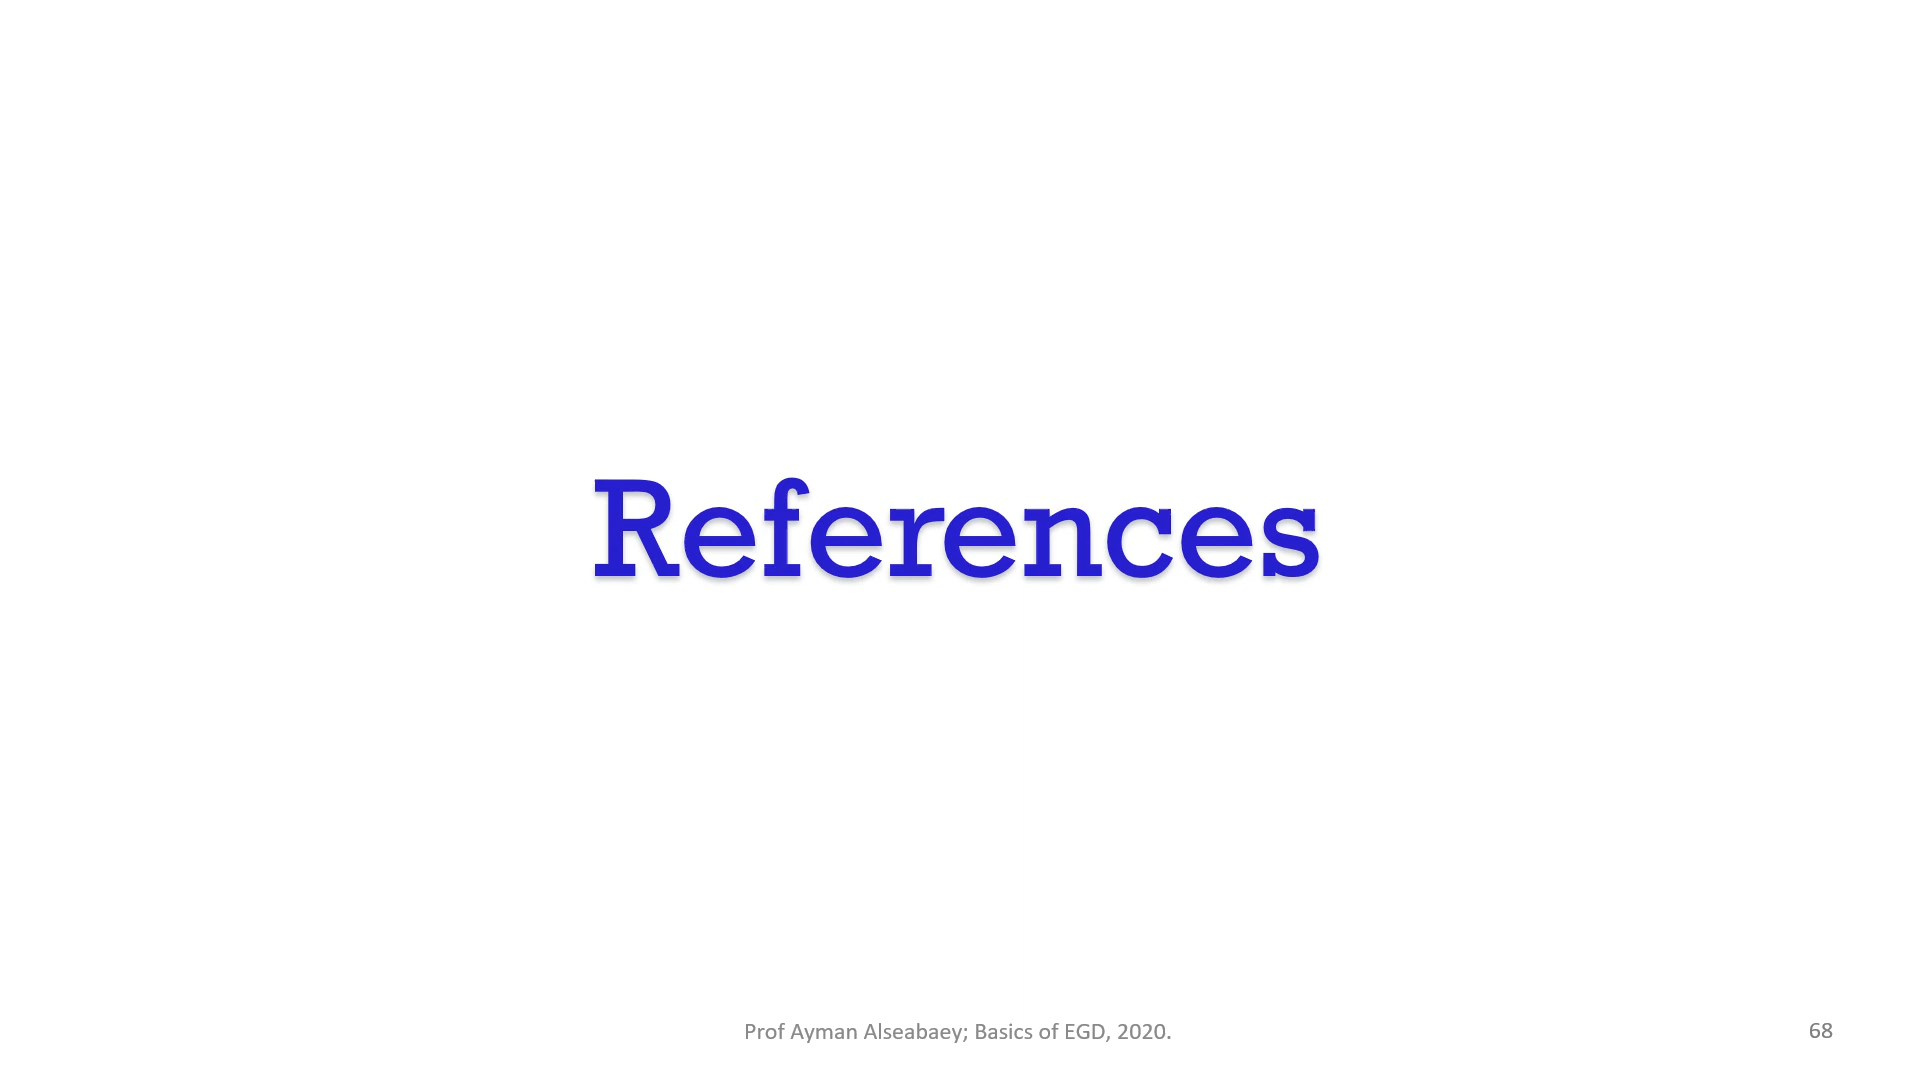 References
Prof Ayman Alseabaey; Basics of EGD, 2020.
68